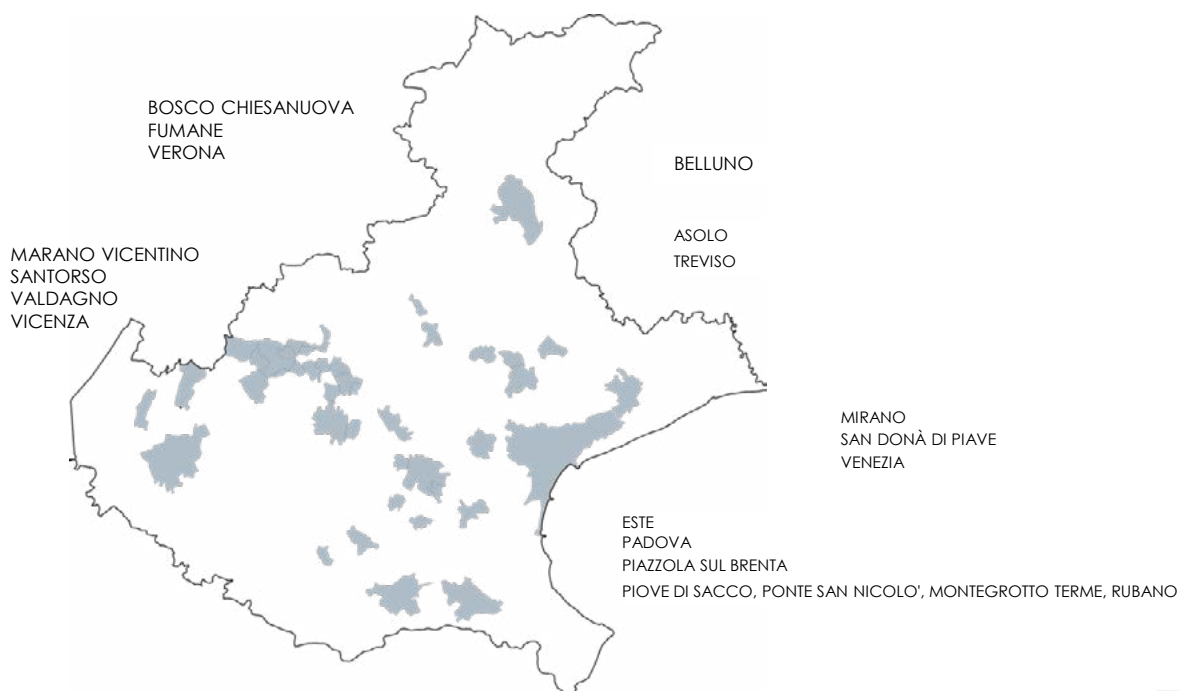 BOSCO CHIESANUOVA
FUMANE
VERONA
BELLUNO
ASOLO
TREVISO
MARANO VICENTINO
SANTORSO
VALDAGNO
VICENZA
MIRANO
SAN DONÀ DI PIAVE
VENEZIA
ESTE
PADOVA
PIAZZOLA SUL BRENTA
PIOVE DI SACCO, PONTE SAN NICOLO', MONTEGROTTO TERME, RUBANO